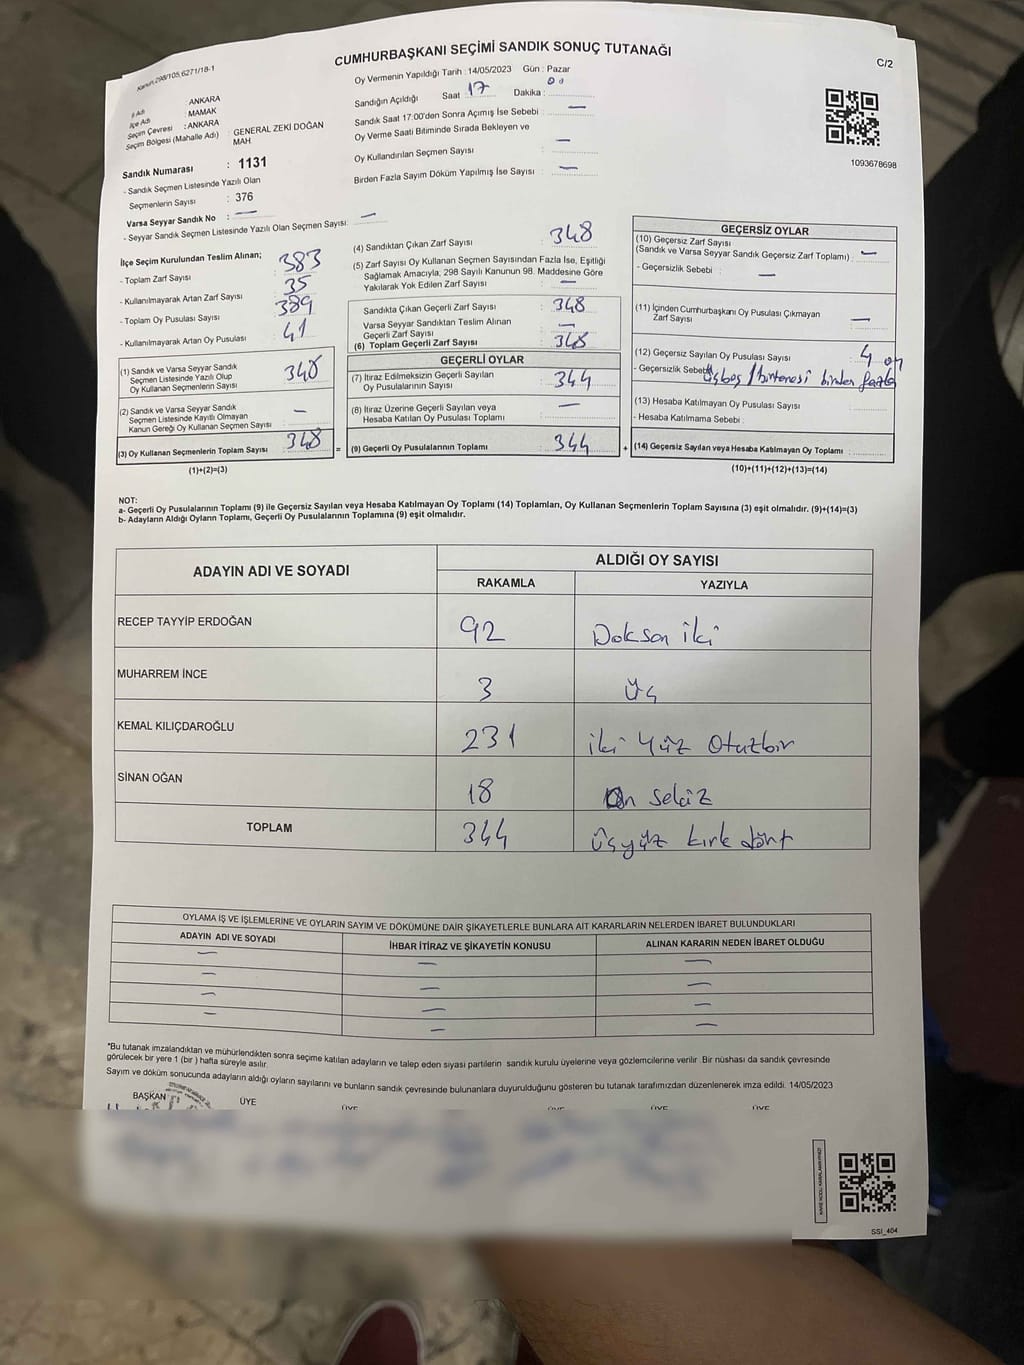 Kanun,298/105,6271/18-1
CUMHURBAŞKANI SEÇİMİ SANDIK SONUÇ TUTANAĞI
C/2
İl Adı : ANKARA
İlçe Adı : MAMAK
Seçim Çevresi : ANKARA
Seçim Bölgesi (Mahalle Adı) : GENERAL ZEKİ DOĞAN MAH.
Sandık Numarası : 1131
- Sandık Seçmen Listesinde Yazılı Olan
Seçmenlerin Sayısı : 376
Varsa Seyyar Sandık No : —
- Seyyar Sandık Seçmen Listesinde Yazılı Olan Seçmen Sayısı: —
Oy Vermenin Yapıldığı Tarih : 14/05/2023 Gün : Pazar
Sandığın Açıldığı Saat 17 Dakika : 00
Sandık Saat 17:00'den Sonra Açımış İse Sebebi : —
Oy Verme Saati Bitiminde Sırada Bekleyen ve
Oy Kullandırılan Seçmen Sayısı : —
Birden Fazla Sayım Döküm Yapılmış İse Sayısı : —
1093678698
İlçe Seçim Kurulundan Teslim Alınan;
- Toplam Zarf Sayısı : 383
- Kullanılmayarak Artan Zarf Sayısı : 35
- Toplam Oy Pusulası Sayısı : 389
- Kullanılmayarak Artan Oy Pusulası : 41
(1) Sandık ve Varsa Seyyar Sandık
Seçmen Listesinde Yazılı Olup
Oy Kullanan Seçmenlerin Sayısı : 348
(2) Sandık ve Varsa Seyyar Sandık
Seçmen Listesinde Kayıtlı Olmayan
Kanun Gereği Oy Kullanan Seçmen Sayısı : —
(3) Oy Kullanan Seçmenlerin Toplam Sayısı : 348 =
(1)+(2)=(3)
(4) Sandıktan Çıkan Zarf Sayısı : 348
(5) Zarf Sayısı Oy Kullanan Seçmen Sayısından Fazla İse, Eşitliği
Sağlamak Amacıyla; 298 Sayılı Kanunun 98. Maddesine Göre
Yakılarak Yok Edilen Zarf Sayısı : —
Sandıkta Çıkan Geçerli Zarf Sayısı : 348
Varsa Seyyar Sandıktan Teslim Alınan
Geçerli Zarf Sayısı : —
(6) Toplam Geçerli Zarf Sayısı : 348
GEÇERLİ OYLAR
(7) İtiraz Edilmeksizin Geçerli Sayılan
Oy Pusulalarının Sayısı : 344
(8) İtiraz Üzerine Geçerli Sayılan veya
Hesaba Katılan Oy Pusulası Toplamı : —
(9) Geçerli Oy Pusulalarının Toplamı : 344 +
GEÇERSİZ OYLAR
(10) Geçersiz Zarf Sayısı
(Sandık ve Varsa Seyyar Sandık Geçersiz Zarf Toplamı) : —
- Geçersizlik Sebebi : —
(11) İçinden Cumhurbaşkanı Oy Pusulası Çıkmayan
Zarf Sayısı : —
(12) Geçersiz Sayılan Oy Pusulası Sayısı : 4 oy
- Geçersizlik Sebebi : üçboş / birtanesi birden fazla
(13) Hesaba Katılmayan Oy Pusulası Sayısı :
- Hesaba Katılmama Sebebi :
(14) Geçersiz Sayılan veya Hesaba Katılmayan Oy Toplamı :
(10)+(11)+(12)+(13)=(14)
NOT:
a- Geçerli Oy Pusulalarının Toplamı (9) ile Geçersiz Sayılan veya Hesaba Katılmayan Oy Toplamı (14) Toplamları, Oy Kullanan Seçmenlerin Toplam Sayısına (3) eşit olmalıdır. (9)+(14)=(3)
b- Adayların Aldığı Oyların Toplamı, Geçerli Oy Pusulalarının Toplamına (9) eşit olmalıdır.
ADAYIN ADI VE SOYADI ALDIĞI OY SAYISI
RAKAMLA YAZIYLA
RECEP TAYYİP ERDOĞAN 92 Doksan iki
MUHARREM İNCE 3 üç
KEMAL KILIÇDAROĞLU 231 iki yüz otuzbir
SİNAN OĞAN 18 On sekiz
TOPLAM 344 üçyüz kırk dört
OYLAMA İŞ VE İŞLEMLERİNE VE OYLARIN SAYIM VE DÖKÜMÜNE DAİR ŞİKAYETLERLE BUNLARA AİT KARARLARIN NELERDEN İBARET BULUNDUKLARI
ADAYIN ADI VE SOYADI İHBAR İTİRAZ VE ŞİKAYETİN KONUSU ALINAN KARARIN NEDEN İBARET OLDUĞU
— — —
— — —
— — —
— — —
*Bu tutanak imzalandıktan ve mühürlendikten sonra seçime katılan adayların ve talep eden siyasi partilerin sandık kurulu üyelerine veya gözlemcilerine verilir. Bir nüshası da sandık çevresinde
görülecek bir yere 1 (bir ) hafta süreyle asılır.
Sayım ve döküm sonucunda adayların aldığı oyların sayılarını ve bunların sandık çevresinde bulunanlara duyurulduğunu gösteren bu tutanak tarafımızdan düzenlenerek imza edildi. 14/05/2023
BAŞKAN ÜYE ÜYE ÜYE ÜYE ÜYE
SSI_404